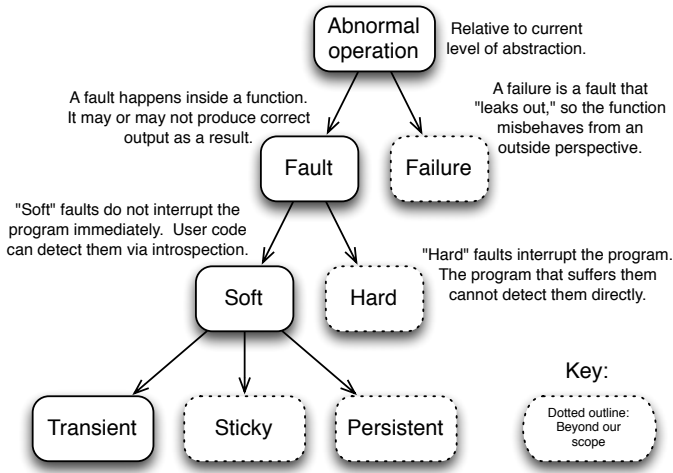 Abnormal
operation
Relative to current
level of abstraction.
A fault happens inside a function.
It may or may not produce correct
output as a result.
A failure is a fault that
"leaks out," so the function
misbehaves from an
outside perspective.
Fault
Failure
"Soft" faults do not interrupt the
program immediately. User code
can detect them via introspection.
"Hard" faults interrupt the program.
The program that suffers them
cannot detect them directly.
Soft
Hard
Transient
Sticky
Persistent
Key:
Dotted outline:
Beyond our
scope